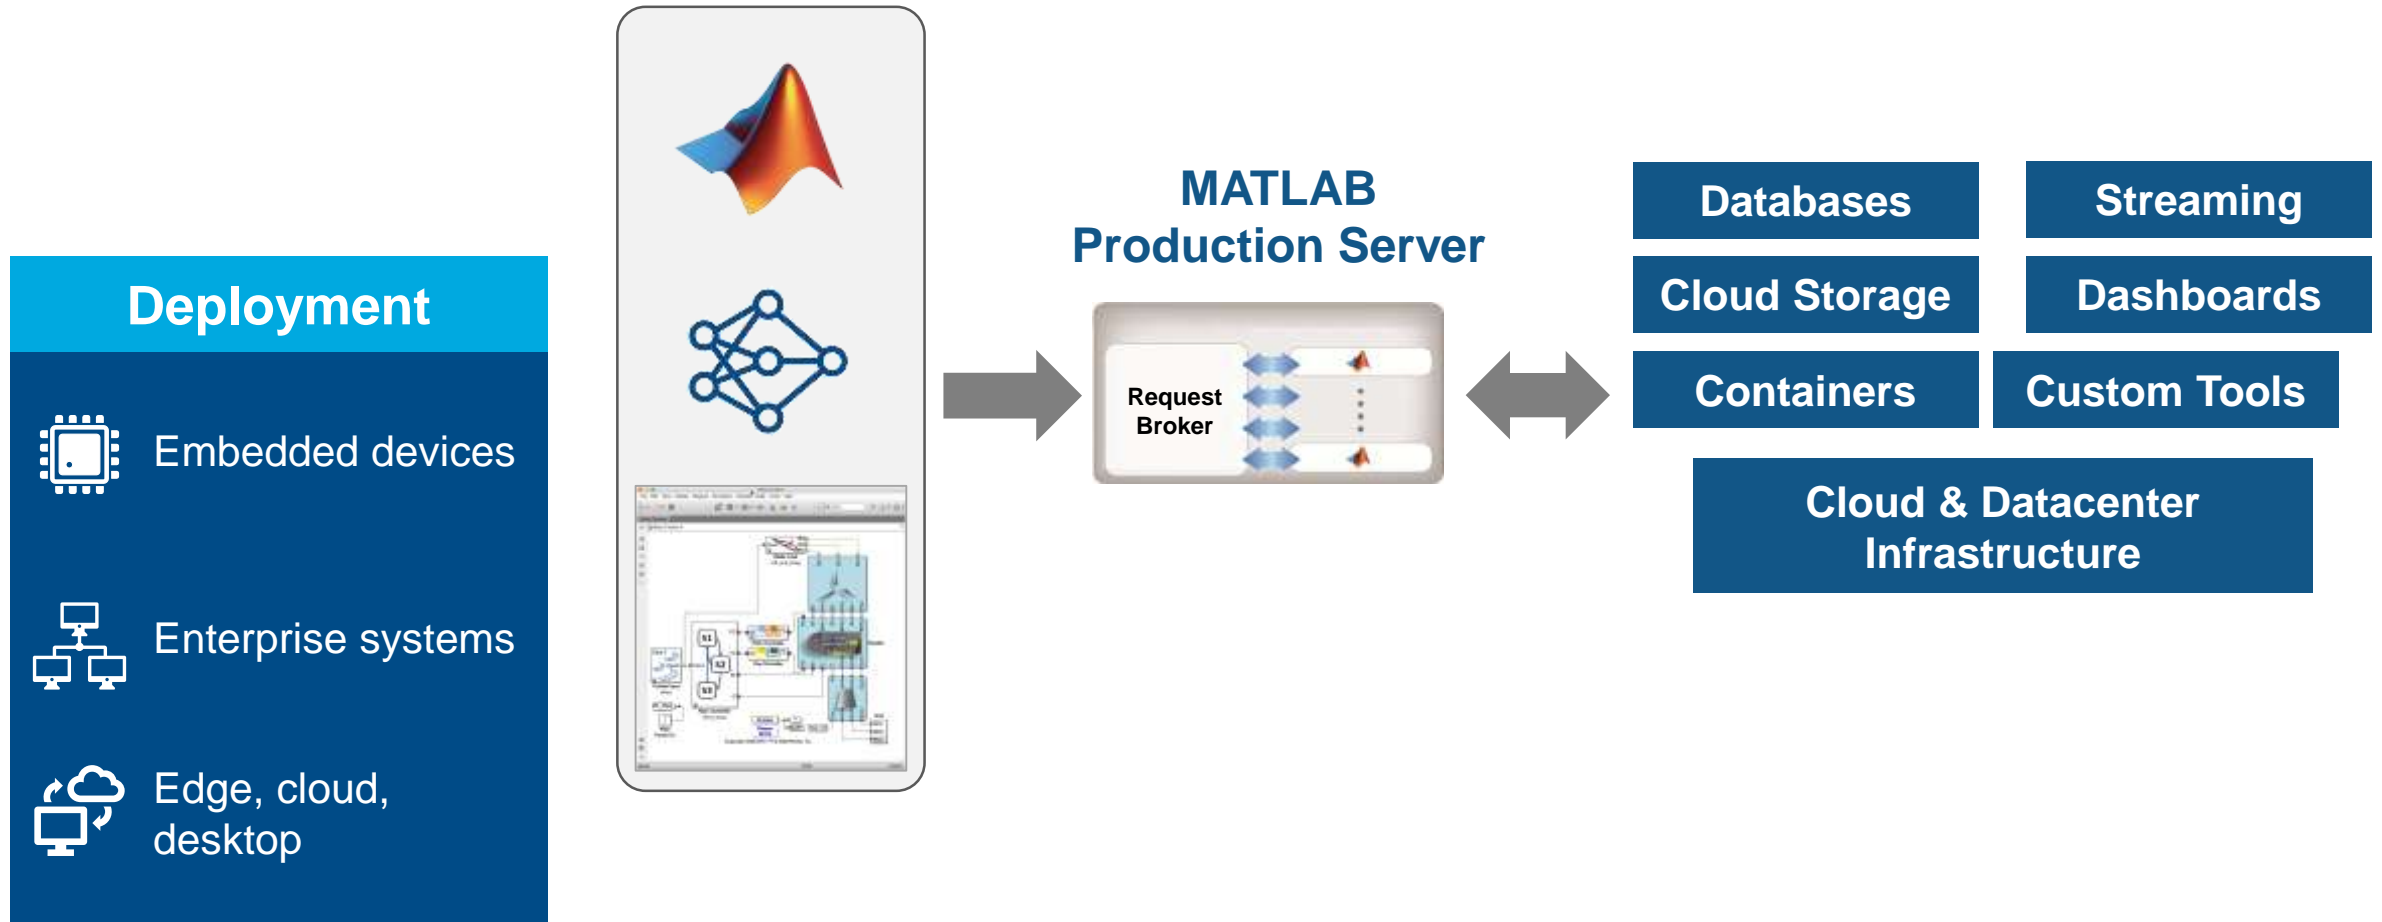 Deployment
Embedded devices
Enterprise systems
Edge, cloud,
desktop
MATLAB
Production Server
Request
Broker
Databases
Streaming
Cloud Storage
Dashboards
Containers
Custom Tools
Cloud & Datacenter
Infrastructure